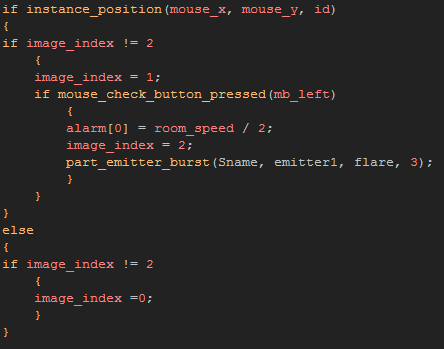 if instance_position(mouse_x, mouse_y, id)
{
if image_index != 2
    {
    image_index = 1;
    if mouse_check_button_pressed(mb_left)
        {
        alarm[0] = room_speed / 2;
        image_index = 2;
        part_emitter_burst(Sname, emitter1, flare, 3);
        }
    }
}
else
{
if image_index != 2
    {
    image_index =0;
    }
}